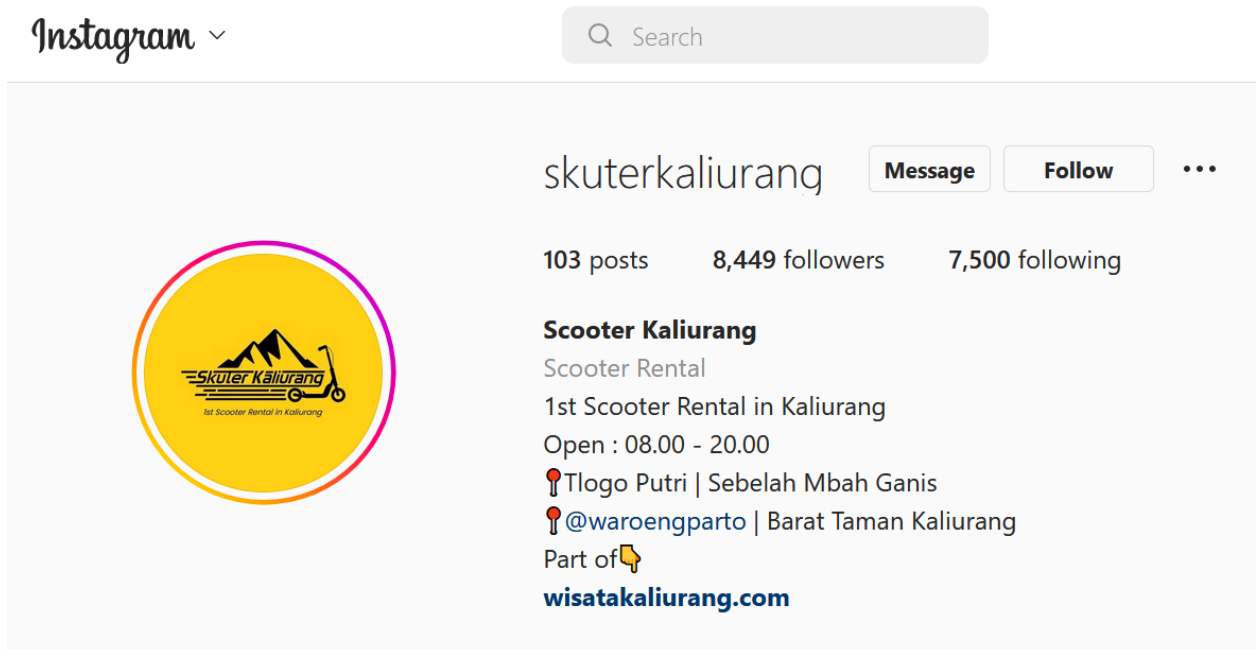 Instagram
Search
skuterkaliurang Message Follow •••
103 posts 8,449 followers 7,500 following
Skuter Kaliurang
1st Scooter Rental in Kaliurang
Scooter Kaliurang
Scooter Rental
1st Scooter Rental in Kaliurang
Open : 08.00 - 20.00
📍Tlogo Putri | Sebelah Mbah Ganis
📍@waroengparto | Barat Taman Kaliurang
Part of👇
wisatakaliurang.com